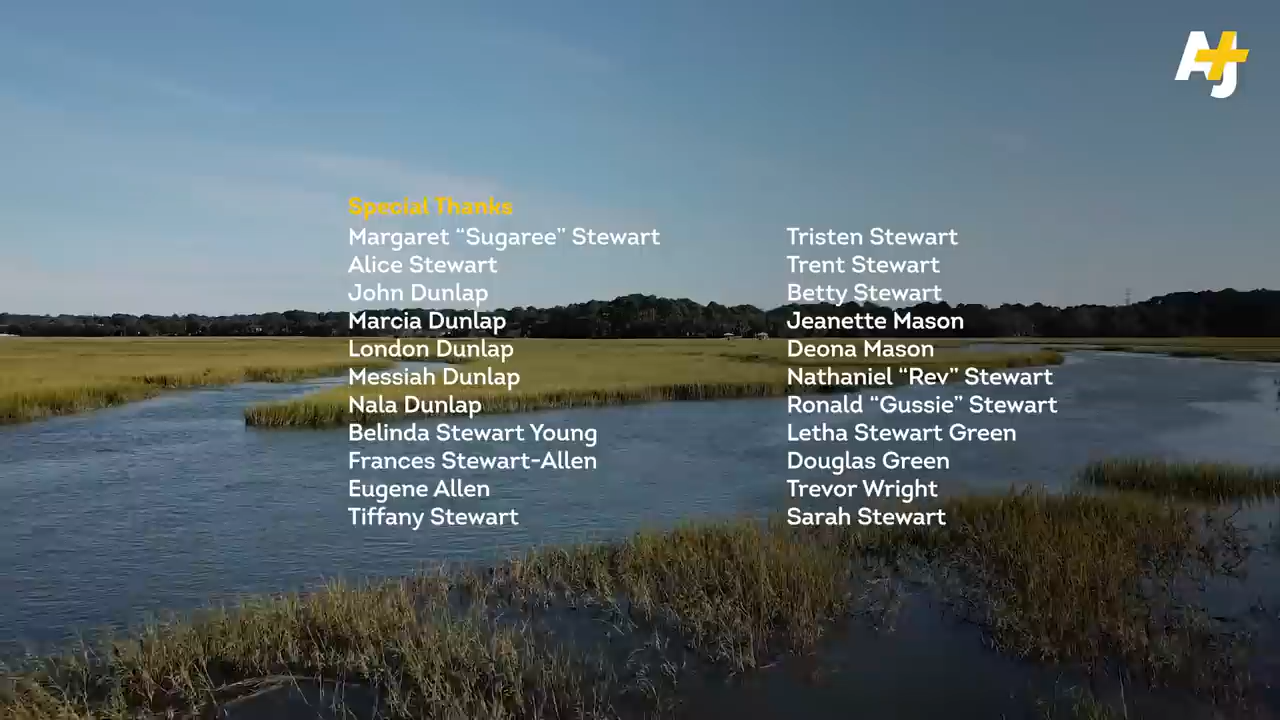 AJ+
Special Thanks
Margaret “Sugaree” Stewart
Alice Stewart
John Dunlap
Marcia Dunlap
London Dunlap
Messiah Dunlap
Nala Dunlap
Belinda Stewart Young
Frances Stewart-Allen
Eugene Allen
Tiffany Stewart
Tristen Stewart
Trent Stewart
Betty Stewart
Jeanette Mason
Deona Mason
Nathaniel “Rev” Stewart
Ronald “Gussie” Stewart
Letha Stewart Green
Douglas Green
Trevor Wright
Sarah Stewart